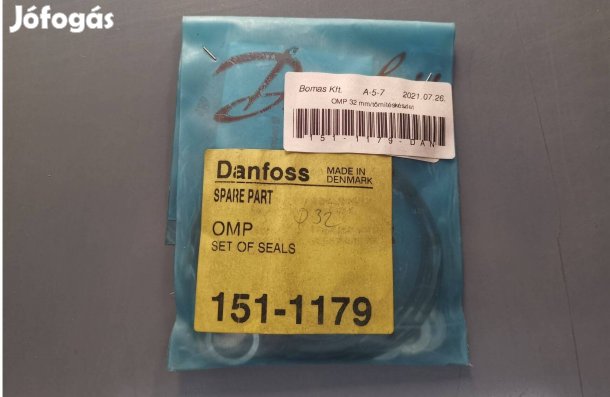 Jófogás
Bomas Kft. A-5-7 2021.07.26.
OMP 32 mm/tömítéskészlet
151-1179-DAN
Danfoss MADE IN
DENMARK
SPARE PART
Ø32
OMP
SET OF SEALS
151-1179